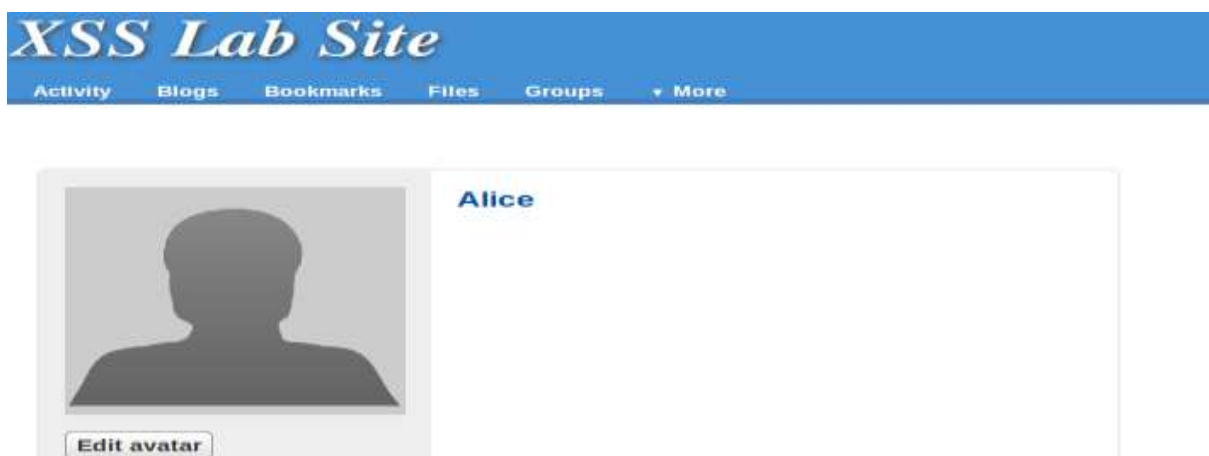 XSS Lab Site
Activity Blogs Bookmarks Files Groups ▾ More
Alice
Edit avatar